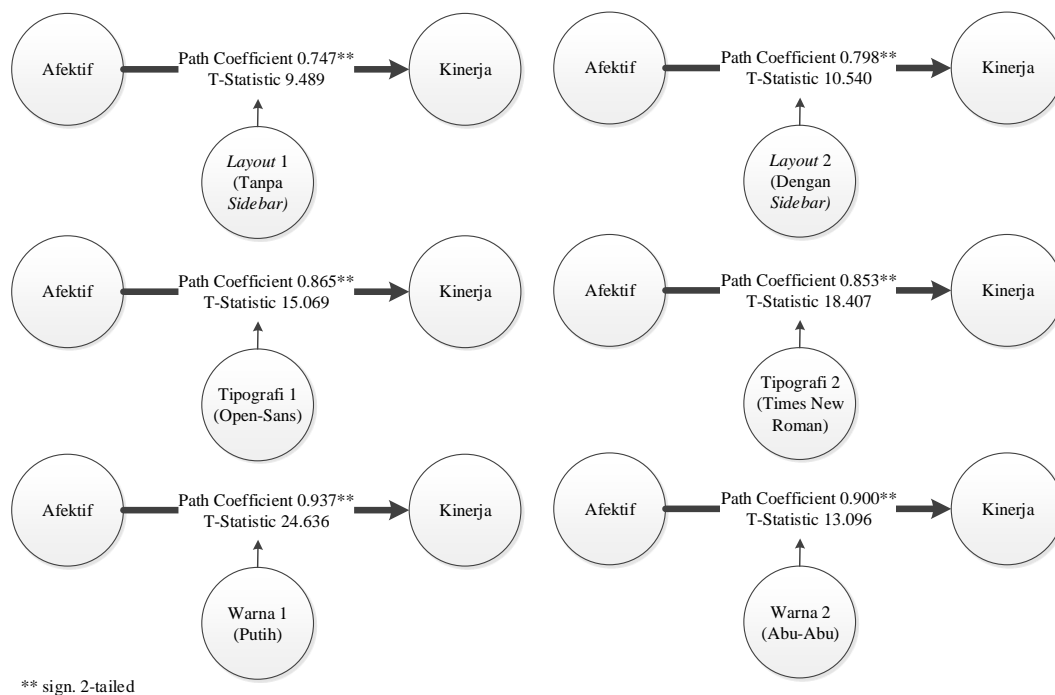 Afektif
Path Coefficient 0.747**
T-Statistic 9.489
Kinerja
Layout 1
(Tanpa
Sidebar)
Afektif
Path Coefficient 0.798**
T-Statistic 10.540
Kinerja
Layout 2
(Dengan
Sidebar)
Afektif
Path Coefficient 0.865**
T-Statistic 15.069
Kinerja
Tipografi 1
(Open-Sans)
Afektif
Path Coefficient 0.853**
T-Statistic 18.407
Kinerja
Tipografi 2
(Times New
Roman)
Afektif
Path Coefficient 0.937**
T-Statistic 24.636
Kinerja
Warna 1
(Putih)
Afektif
Path Coefficient 0.900**
T-Statistic 13.096
Kinerja
Warna 2
(Abu-Abu)
** sign. 2-tailed